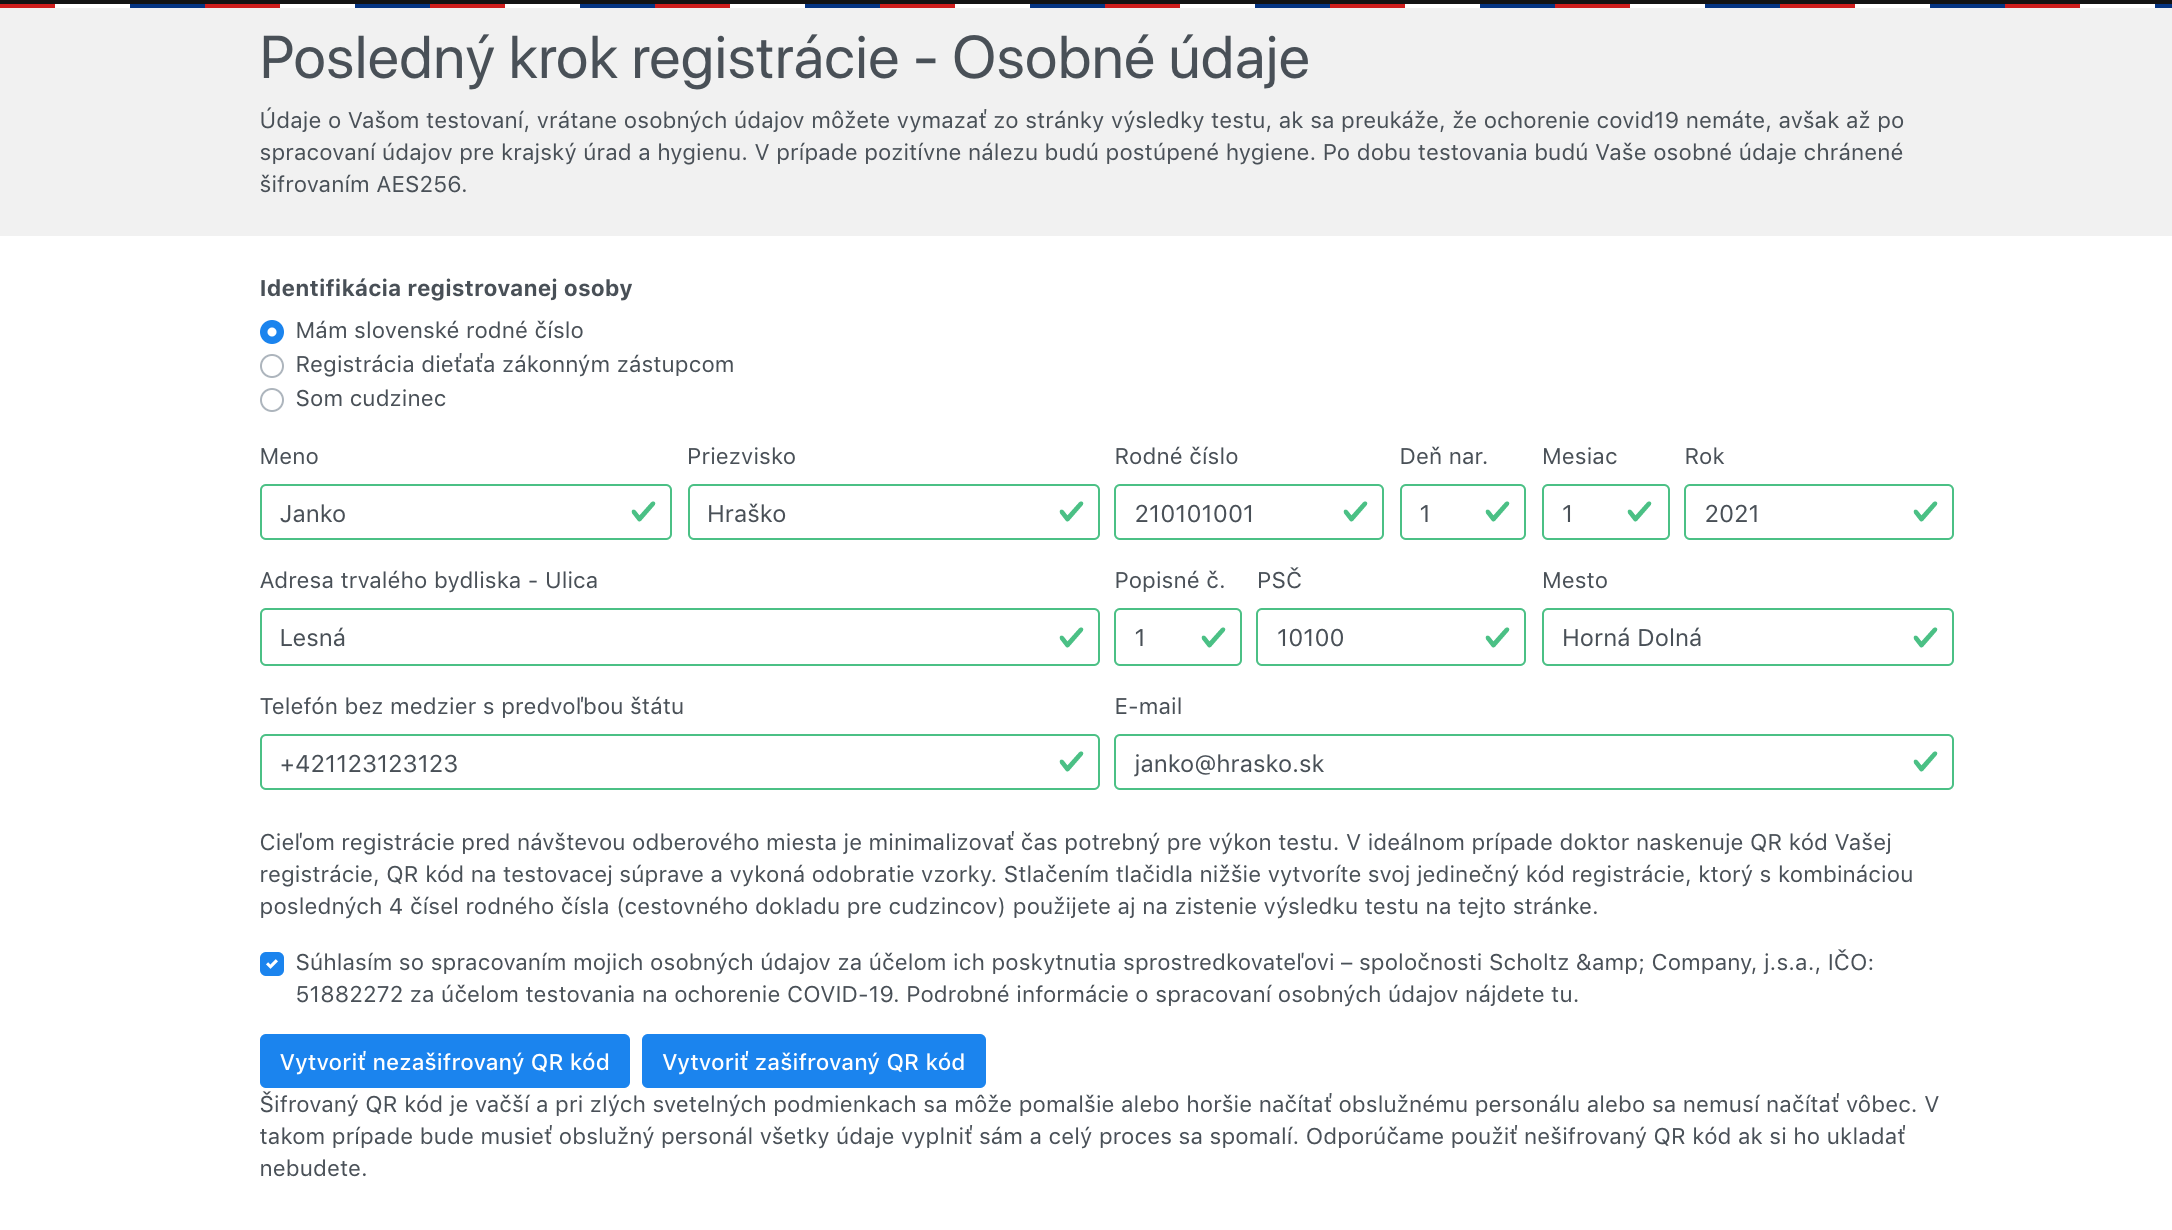 Posledný krok registrácie - Osobné údaje
Údaje o Vašom testovaní, vrátane osobných údajov môžete vymazať zo stránky výsledky testu, ak sa preukáže, že ochorenie covid19 nemáte, avšak až po
spracovaní údajov pre krajský úrad a hygienu. V prípade pozitívne nálezu budú postúpené hygiene. Po dobu testovania budú Vaše osobné údaje chránené
šifrovaním AES256.
Identifikácia registrovanej osoby
Mám slovenské rodné číslo
Registrácia dieťaťa zákonným zástupcom
Som cudzinec
Meno Priezvisko Rodné číslo Deň nar. Mesiac Rok
Janko Hraško 210101001 1 1 2021
Adresa trvalého bydliska - Ulica Popisné č. PSČ Mesto
Lesná 1 10100 Horná Dolná
Telefón bez medzier s predvoľbou štátu E-mail
+421123123123 janko@hrasko.sk
Cieľom registrácie pred návštevou odberového miesta je minimalizovať čas potrebný pre výkon testu. V ideálnom prípade doktor naskenuje QR kód Vašej
registrácie, QR kód na testovacej súprave a vykoná odobratie vzorky. Stlačením tlačidla nižšie vytvoríte svoj jedinečný kód registrácie, ktorý s kombináciou
posledných 4 čísel rodného čísla (cestovného dokladu pre cudzincov) použijete aj na zistenie výsledku testu na tejto stránke.
Súhlasím so spracovaním mojich osobných údajov za účelom ich poskytnutia sprostredkovateľovi – spoločnosti Scholtz &amp; Company, j.s.a., IČO:
51882272 za účelom testovania na ochorenie COVID-19. Podrobné informácie o spracovaní osobných údajov nájdete tu.
Vytvoriť nezašifrovaný QR kód Vytvoriť zašifrovaný QR kód
Šifrovaný QR kód je vačší a pri zlých svetelných podmienkach sa môže pomalšie alebo horšie načítať obslužnému personálu alebo sa nemusí načítať vôbec. V
takom prípade bude musieť obslužný personál všetky údaje vyplniť sám a celý proces sa spomalí. Odporúčame použiť nešifrovaný QR kód ak si ho ukladať
nebudete.